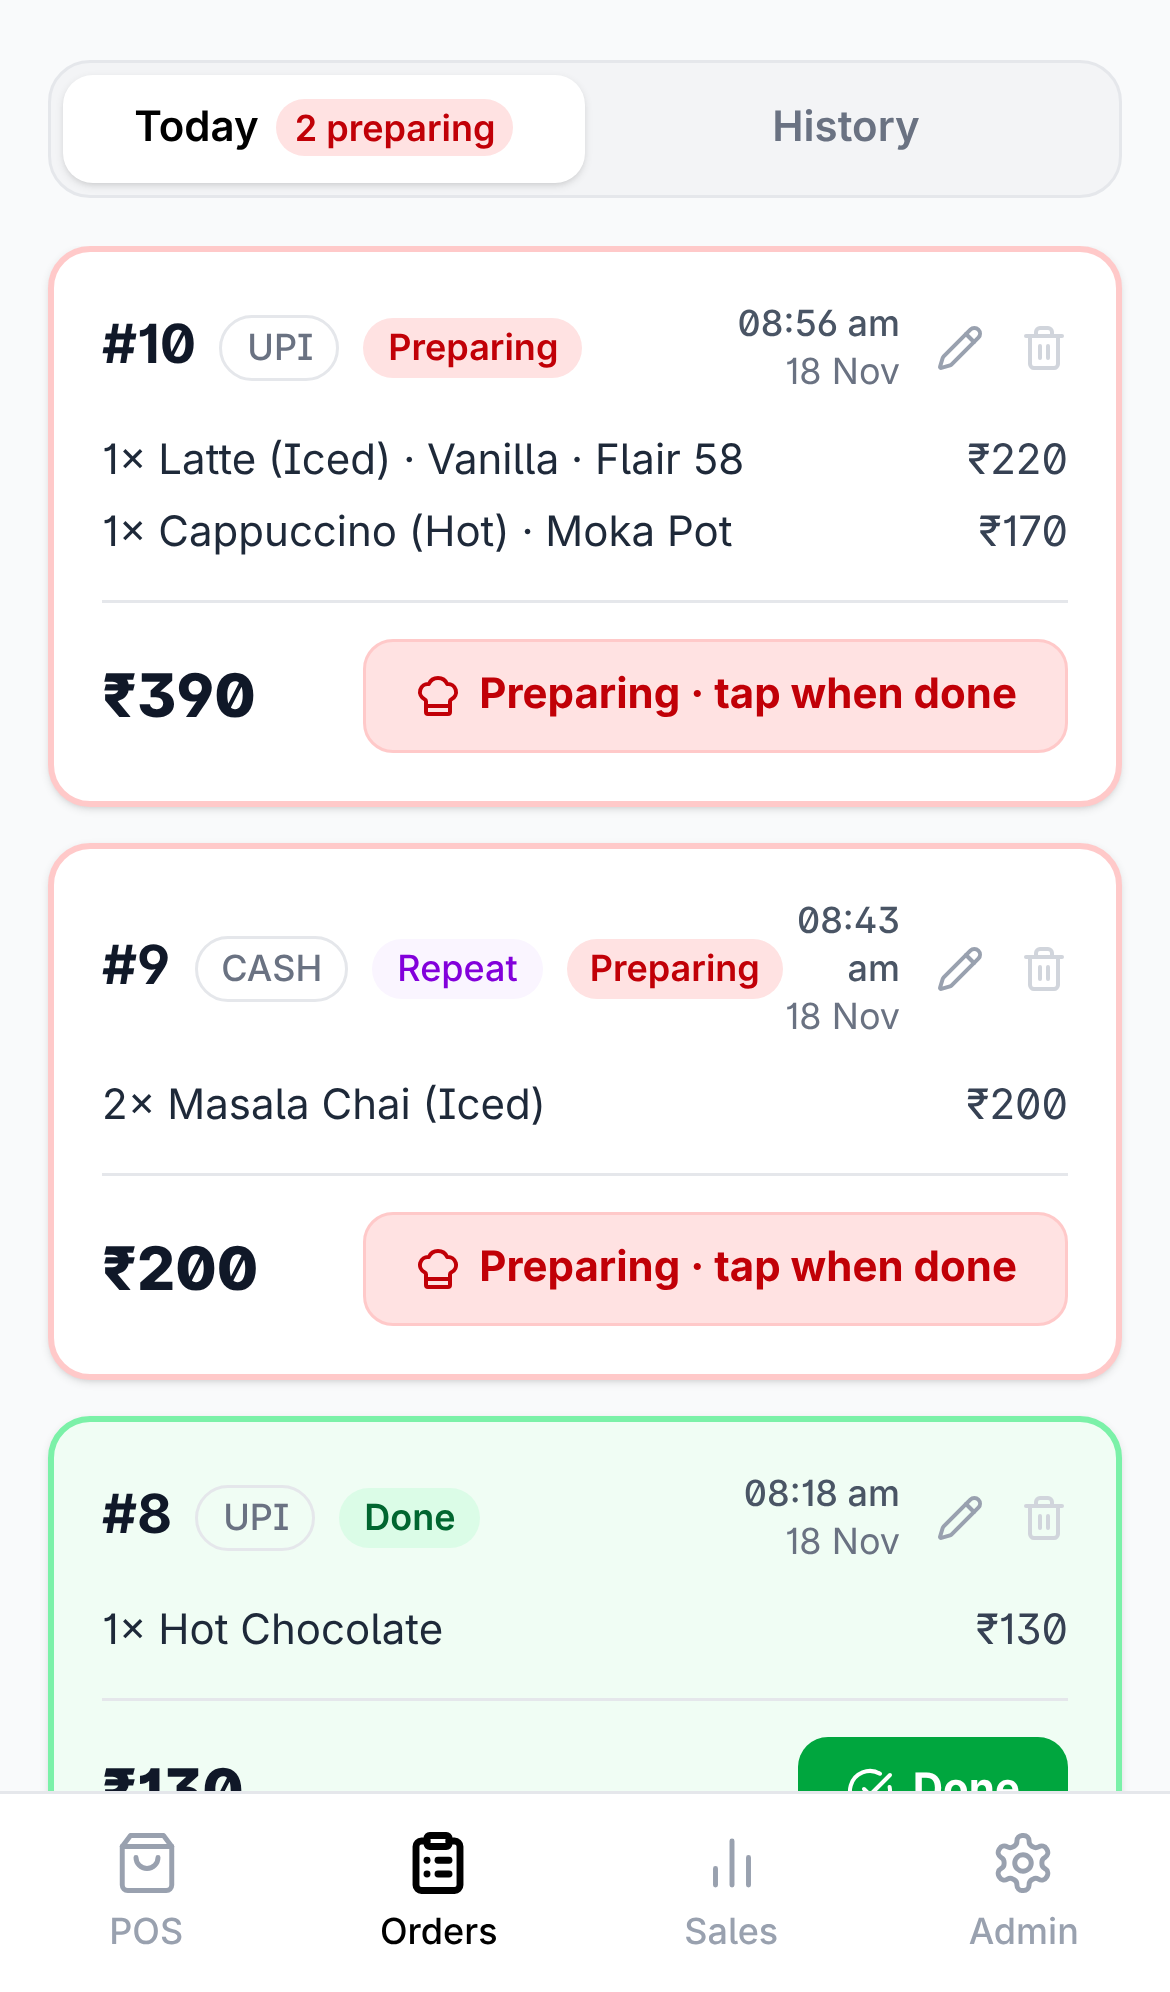 Today 2 preparing History
#10 UPI Preparing 08:56 am
18 Nov
1× Latte (Iced) · Vanilla · Flair 58 ₹220
1× Cappuccino (Hot) · Moka Pot ₹170
₹390 Preparing · tap when done
#9 CASH Repeat Preparing 08:43
am
18 Nov
2× Masala Chai (Iced) ₹200
₹200 Preparing · tap when done
#8 UPI Done 08:18 am
18 Nov
1× Hot Chocolate ₹130
₹130 Done
POS Orders Sales Admin